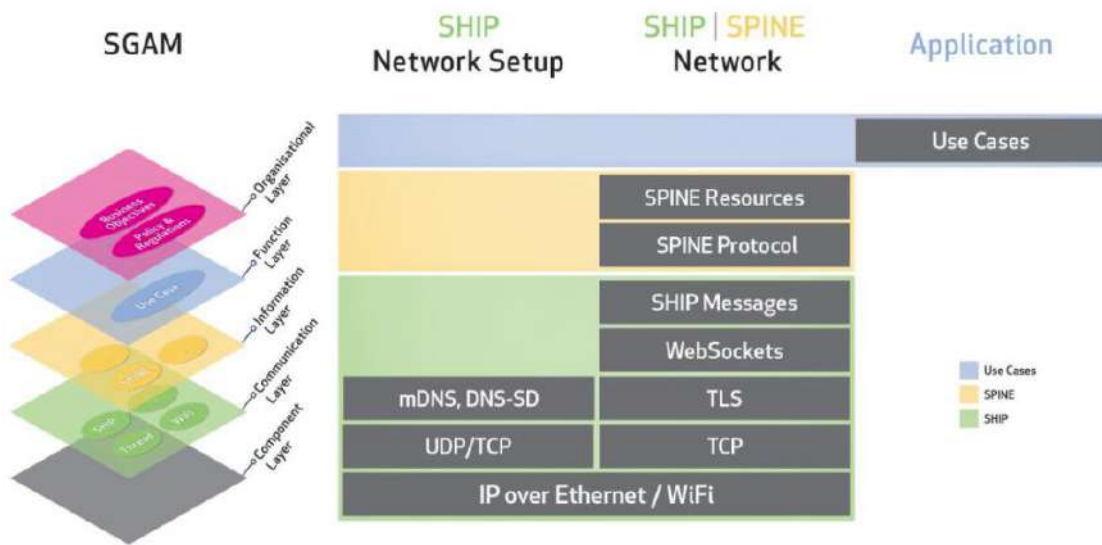 SGAM
SHIP
Network Setup
SHIP | SPINE
Network
Application
Organisational
Layer
Function
Layer
Information
Layer
Communication
Layer
Component
Layer
Business
Objectives
Policy &
Regulations
Use Case
SHIP
Thread
WiFi
Use Cases
SPINE Resources
SPINE Protocol
SHIP Messages
WebSockets
mDNS, DNS-SD
TLS
UDP/TCP
TCP
IP over Ethernet / WiFi
Use Cases
SPINE
SHIP